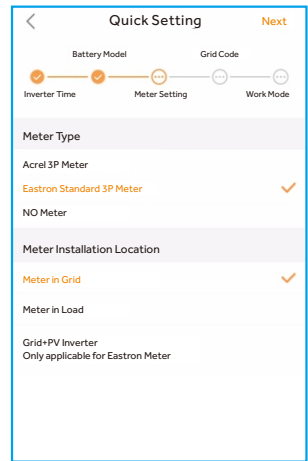 Quick Setting
Next
Battery Model
Grid Code
Inverter Time
Meter Setting
Work Mode
Meter Type
Acrel 3P Meter
Eastron Standard 3P Meter
NO Meter
Meter Installation Location
Meter in Grid
Meter in Load
Grid+PV Inverter
Only applicable for Eastron Meter